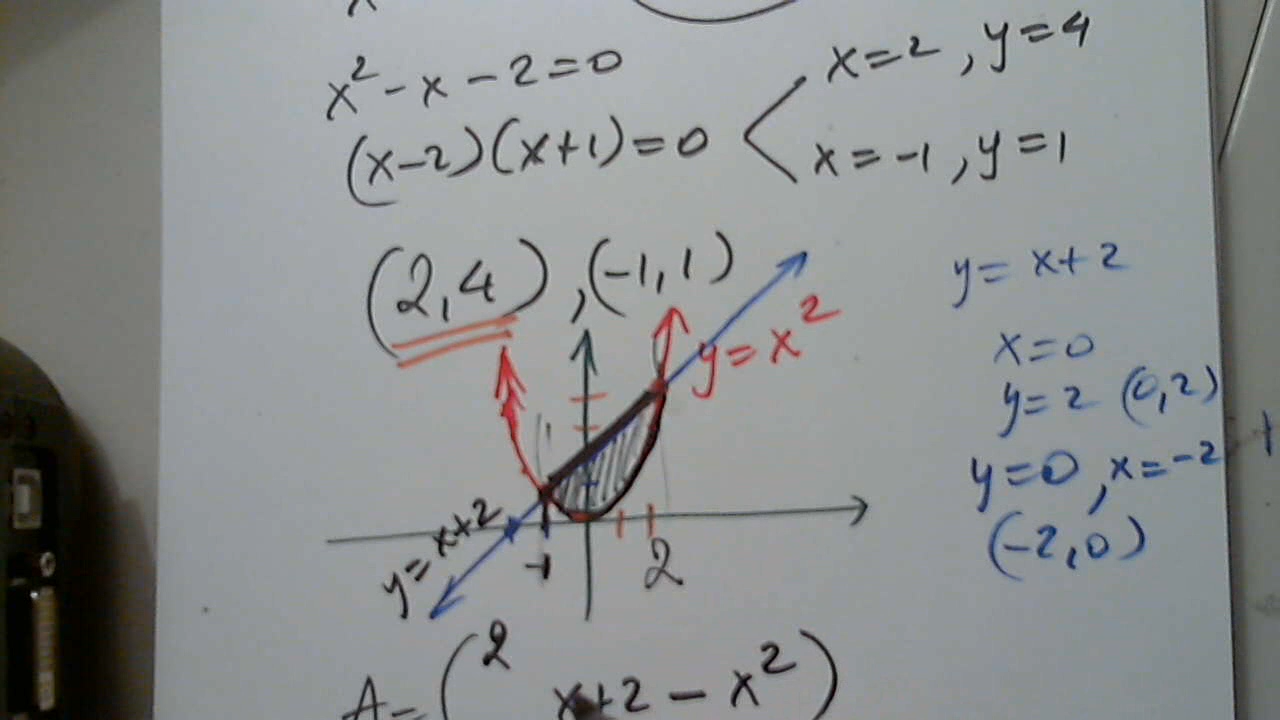 x² - x - 2 = 0
(x-2)(x+1) = 0
x = 2 , y = 4
x = -1 , y = 1
(2,4) , (-1,1)
y = x²
y = x+2
-1
2
y = x+2
x = 0
y = 2 (0,2)
y = 0 , x = -2
(-2,0)
A = ( 2 x+2 - x² )